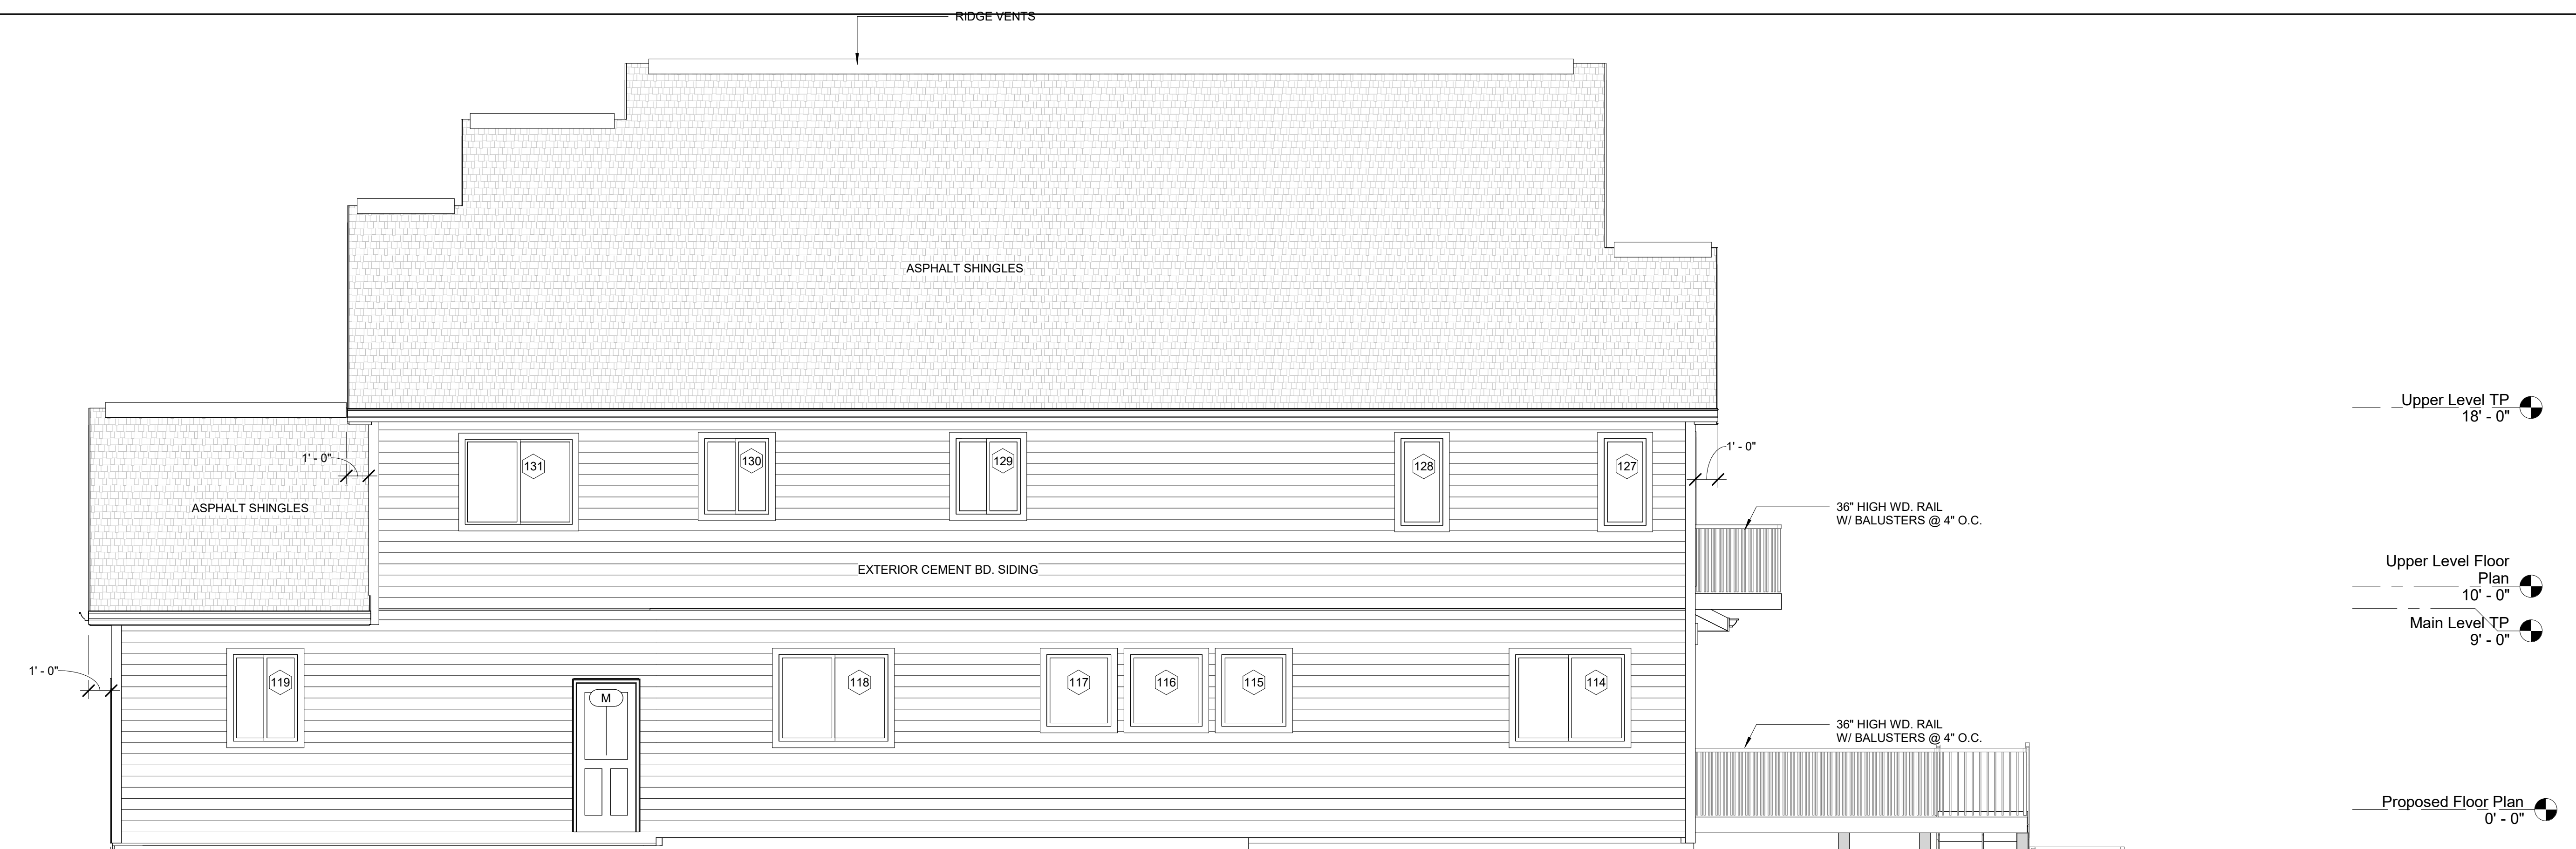 RIDGE VENTS
ASPHALT SHINGLES
Upper Level TP
18' - 0"
131
130
129
128
127
1' - 0"
1' - 0"
ASPHALT SHINGLES
36" HIGH WD. RAIL
W/ BALUSTERS @ 4" O.C.
EXTERIOR CEMENT BD. SIDING
Upper Level Floor
Plan
10' - 0"
Main Level TP
9' - 0"
1' - 0"
119
M
118
117
116
115
114
36" HIGH WD. RAIL
W/ BALUSTERS @ 4" O.C.
Proposed Floor Plan
0' - 0"